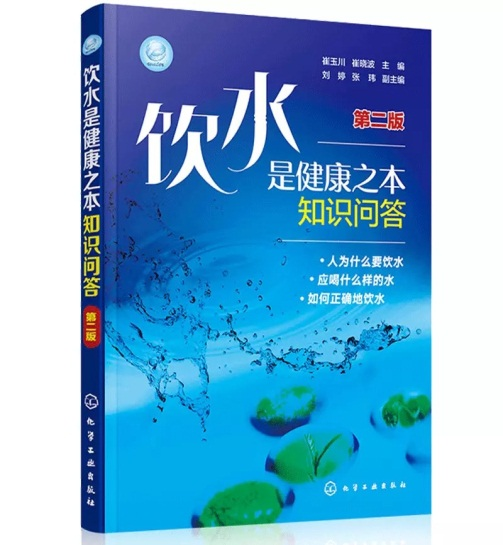 崔玉川 崔晓波 主编
刘婷 张玮 副主编
饮水
第二版
是健康之本
知识问答
·人为什么要饮水
·应喝什么样的水
·如何正确地饮水
化学工业出版社
饮水是健康之本知识问答
第二版
化学工业出版社